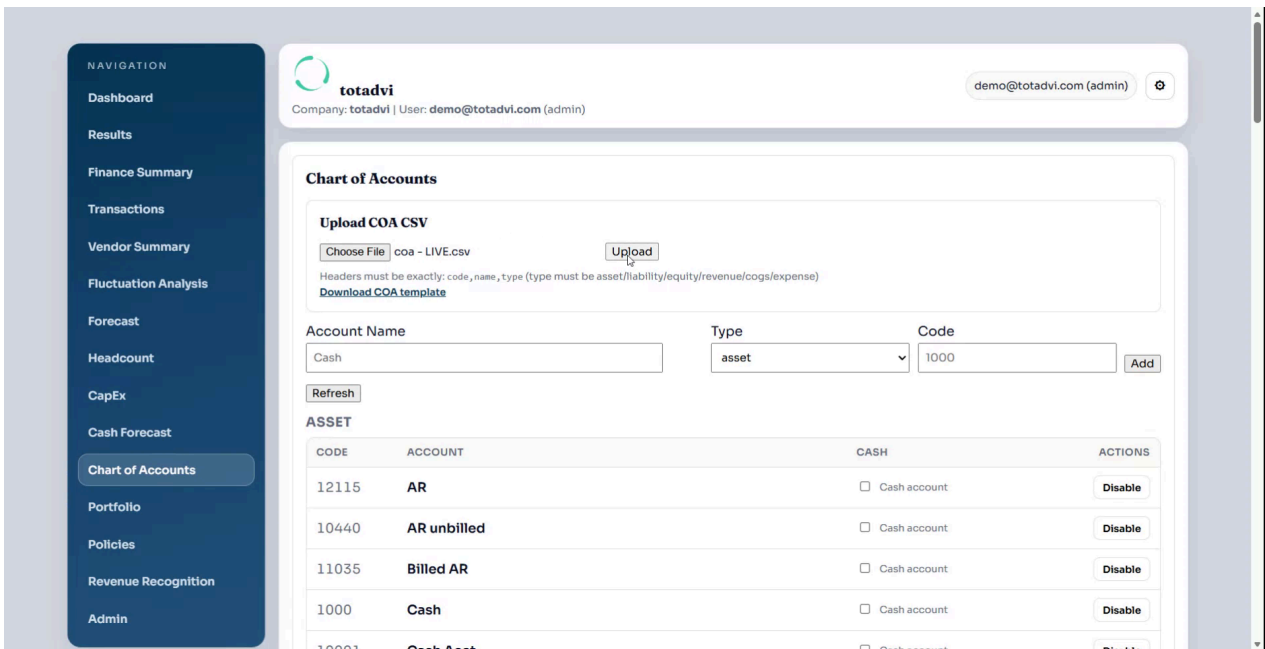 NAVIGATION
Dashboard
Results
Finance Summary
Transactions
Vendor Summary
Fluctuation Analysis
Forecast
Headcount
CapEx
Cash Forecast
Chart of Accounts
Portfolio
Policies
Revenue Recognition
Admin
totadvi
Company: totadvi | User: demo@totadvi.com (admin)
demo@totadvi.com (admin)
Chart of Accounts
Upload COA CSV
Choose File coa - LIVE.csv Upload
Headers must be exactly: code,name,type (type must be asset/liability/equity/revenue/cogs/expense)
Download COA template
Account Name Type Code
Cash asset 1000 Add
Refresh
ASSET
CODE ACCOUNT CASH ACTIONS
12115 AR Cash account Disable
10440 AR unbilled Cash account Disable
11035 Billed AR Cash account Disable
1000 Cash Cash account Disable